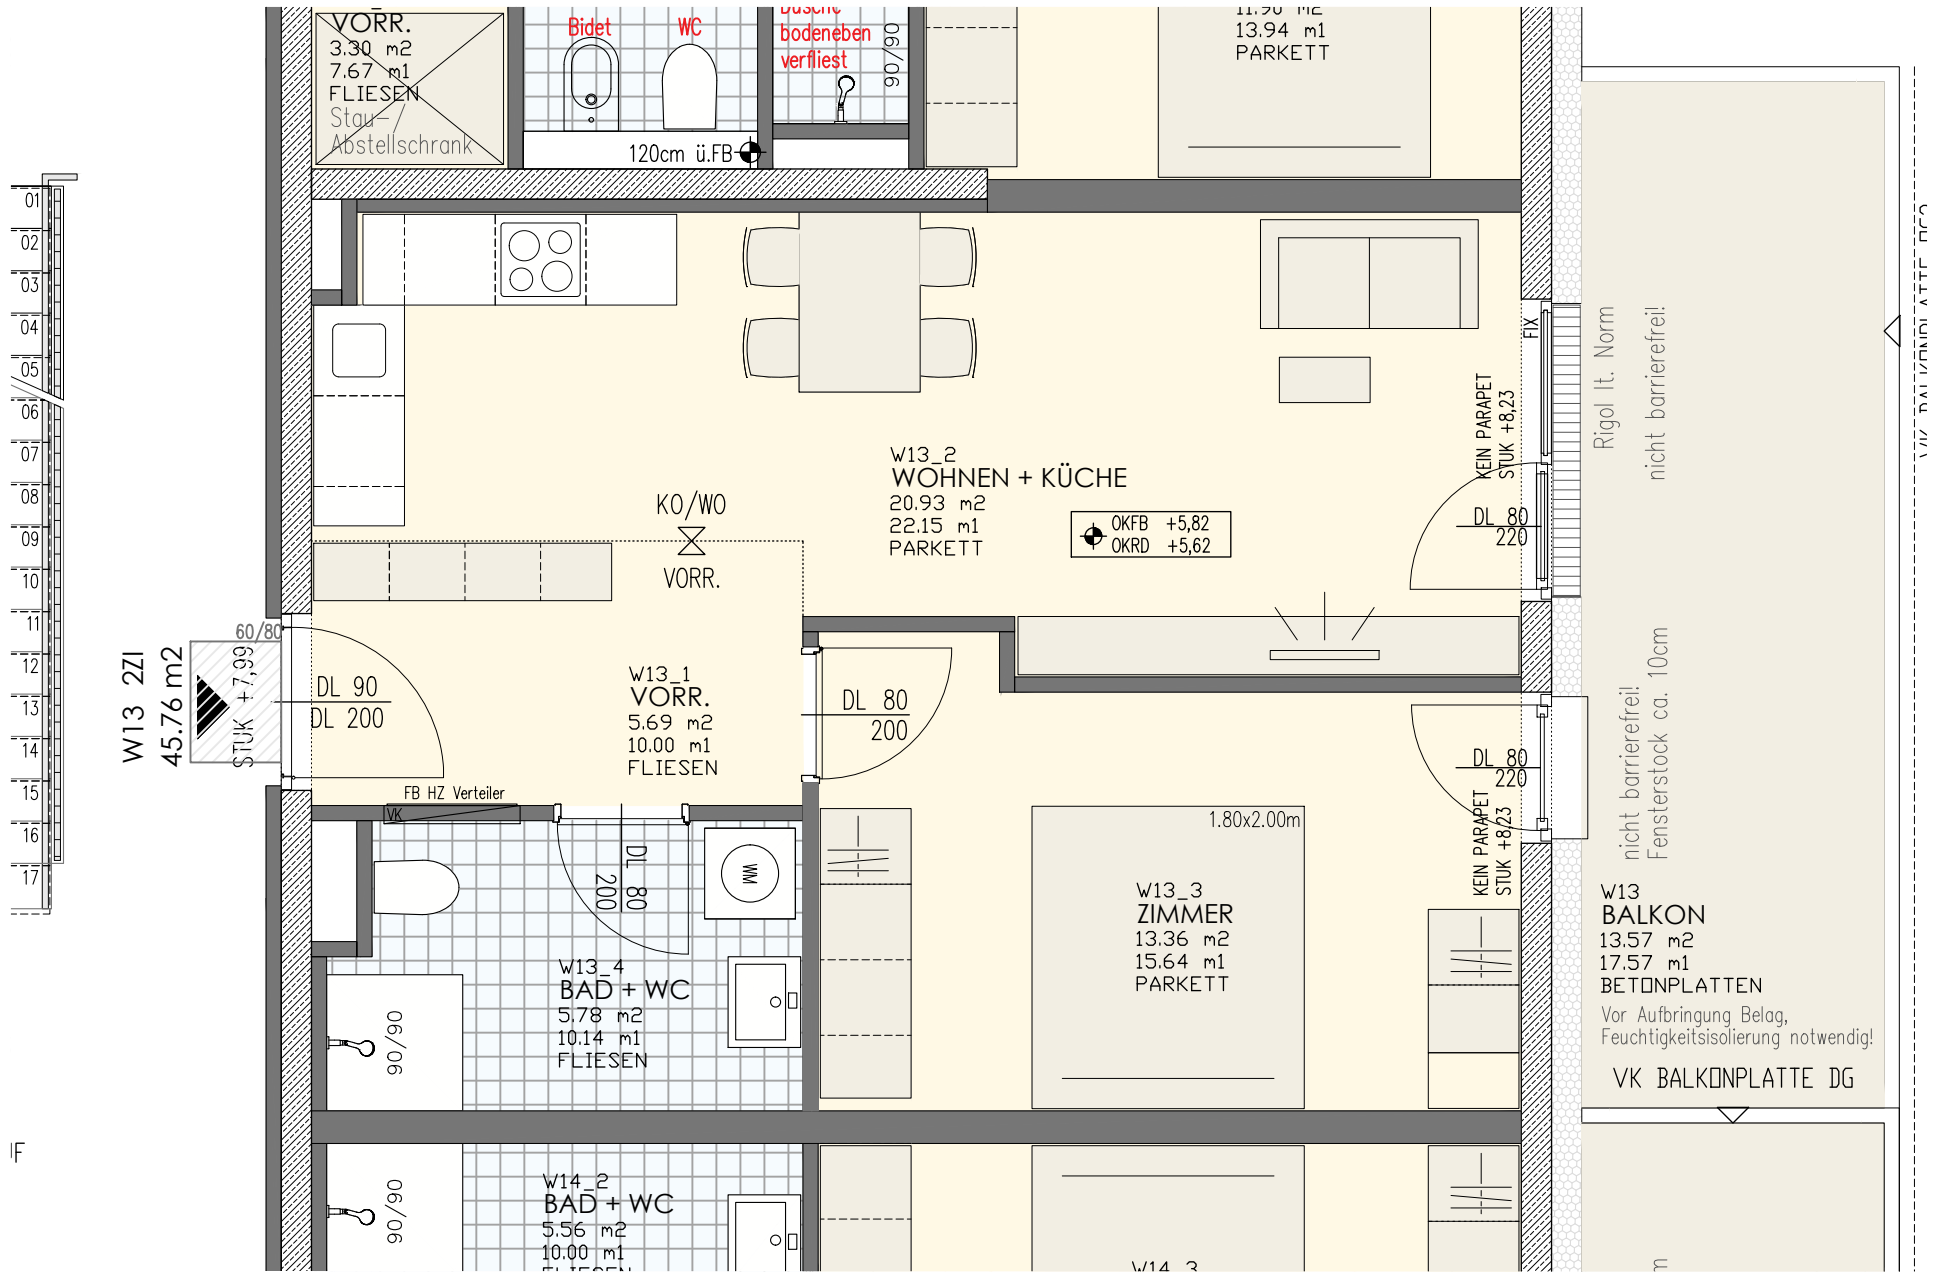 VORR.
3.30 m2
7.67 m1
FLIESEN
Stau-/
Abstellschrank
Bidet
WC
Dusche
bodeneben
verfliest
90/90
120cm ü.FB
11.90 m2
13.94 m1
PARKETT
01
02
03
04
05
06
07
08
09
10
11
12
13
14
15
16
17
W13 2ZI
45.76 m2
60/80
STUK +7,99
DL 90
DL 200
KO/WO
VORR.
W13_2
WOHNEN + KÜCHE
20.93 m2
22.15 m1
PARKETT
OKFB +5,82
OKRD +5,62
FIX
KEIN PARAPET
STUK +8,23
DL 80
220
Rigol lt. Norm
nicht barrierefrei!
W13_1
VORR.
5.69 m2
10.00 m1
FLIESEN
DL 80
200
FB HZ Verteiler
VK
DL 80
200
WM
W13_4
BAD + WC
5.78 m2
10.14 m1
FLIESEN
90/90
1.80x2.00m
W13_3
ZIMMER
13.36 m2
15.64 m1
PARKETT
DL 80
220
KEIN PARAPET
STUK +8,23
nicht barrierefrei!
Fensterstock ca. 10cm
W13
BALKON
13.57 m2
17.57 m1
BETONPLATTEN
Vor Aufbringung Belag,
Feuchtigkeitsisolierung notwendig!
VK BALKONPLATTE DG
W14_2
BAD + WC
5.56 m2
10.00 m1
FLIESEN
90/90
W14_3